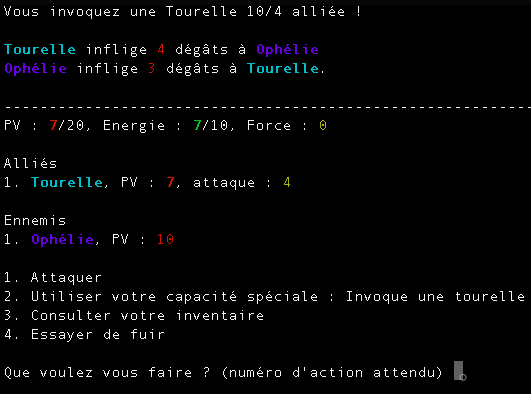 Vous invoquez une Tourelle 10/4 alliée !
Tourelle inflige 4 dégâts à Ophélie
Ophélie inflige 3 dégâts à Tourelle.
-----------------------------------------------------------
PV : 7/20, Energie : 7/10, Force : 0
Alliés
1. Tourelle, PV : 7, attaque : 4
Ennemis
1. Ophélie, PV : 10
1. Attaquer
2. Utiliser votre capacité spéciale : Invoque une tourelle
3. Consulter votre inventaire
4. Essayer de fuir
Que voulez vous faire ? (numéro d'action attendu)